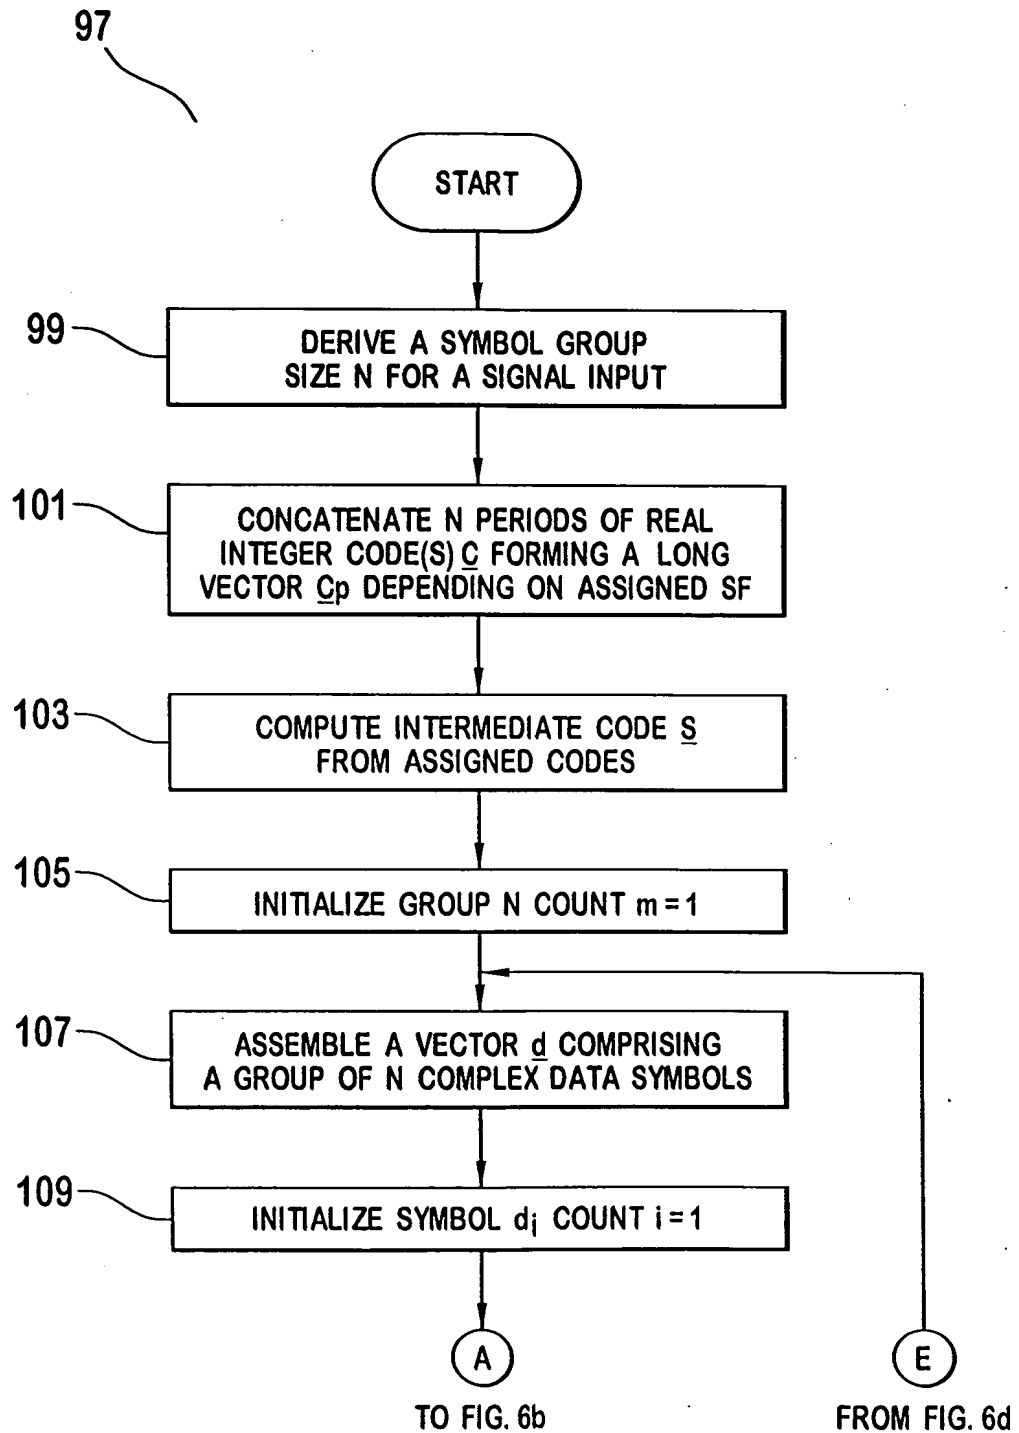 97
START
99
DERIVE A SYMBOL GROUP
SIZE N FOR A SIGNAL INPUT
101
CONCATENATE N PERIODS OF REAL
INTEGER CODE(S) C FORMING A LONG
VECTOR Cp DEPENDING ON ASSIGNED SF
103
COMPUTE INTERMEDIATE CODE S
FROM ASSIGNED CODES
105
INITIALIZE GROUP N COUNT m = 1
107
ASSEMBLE A VECTOR d COMPRISING
A GROUP OF N COMPLEX DATA SYMBOLS
109
INITIALIZE SYMBOL di COUNT i = 1
A
E
TO FIG. 6b
FROM FIG. 6d